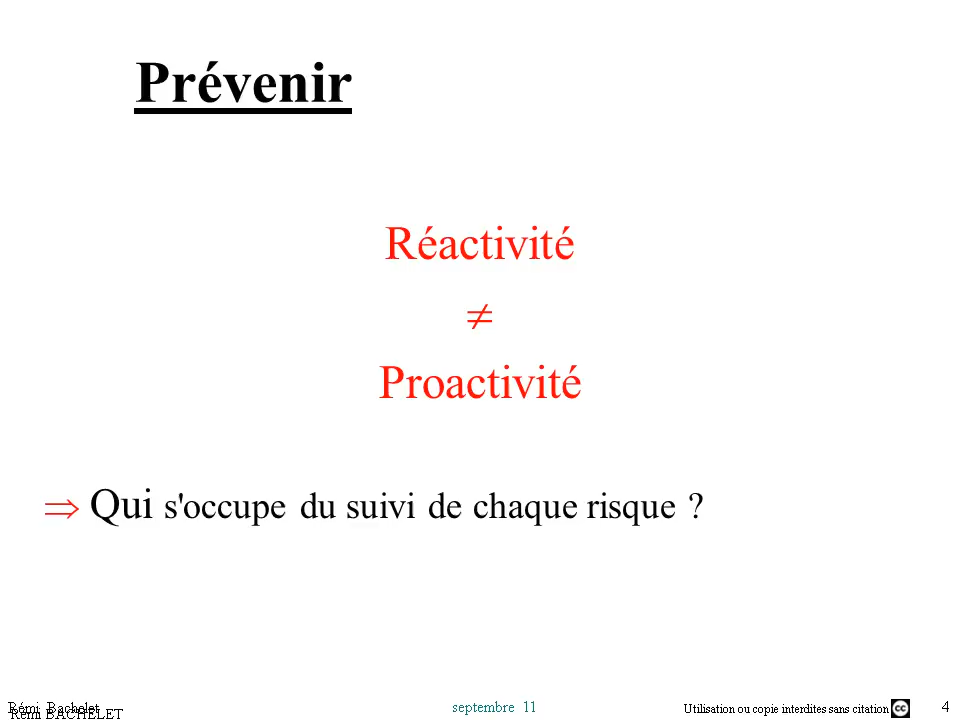 Prévenir
Réactivité
≠
Proactivité
⇒ Qui s'occupe du suivi de chaque risque ?
Rémi Bachelet
Rémi BACHELET
septembre 11
Utilisation ou copie interdites sans citation
cc
4